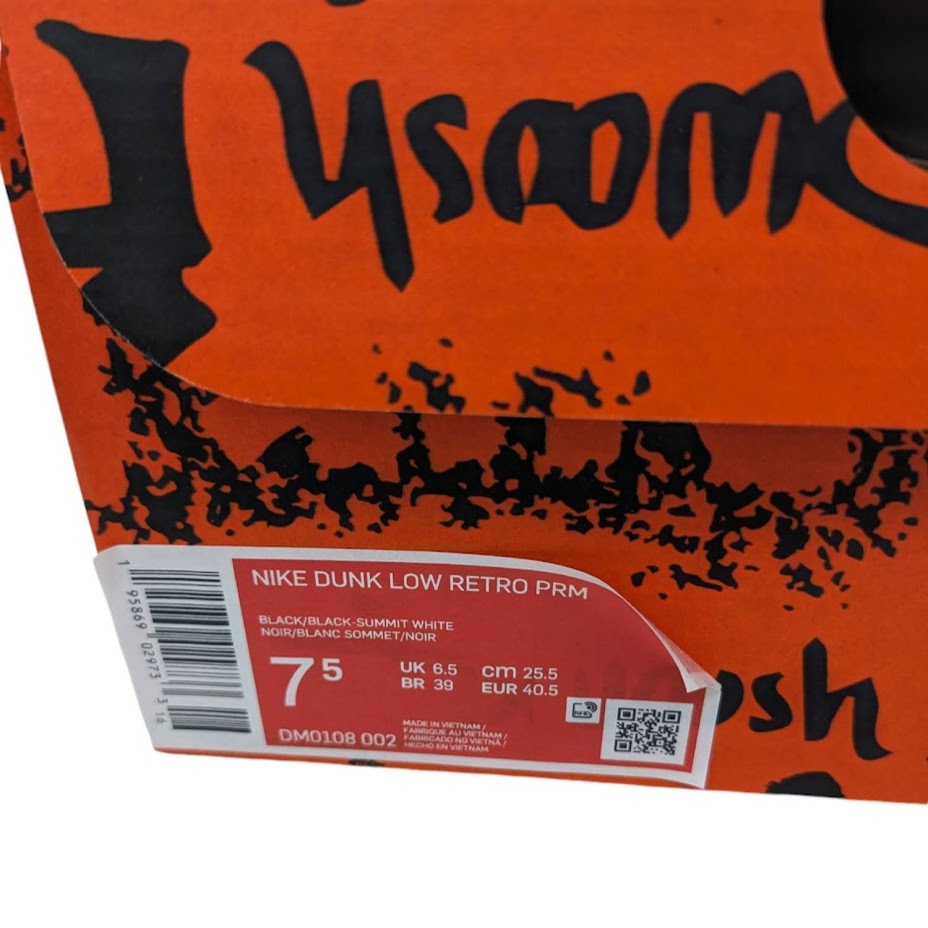 NIKE DUNK LOW RETRO PRM
BLACK/BLACK-SUMMIT WHITE
NOIR/BLANC SOMMET/NOIR
7 5
UK 6.5 cm 25.5
BR 39 EUR 40.5
DM0108 002
MADE IN VIETNAM /
FABRIQUE AU VIETNAM /
FABRICADO NO VIETNÃ /
HECHO EN VIETNAM
1 95869 02973 3 16
osh